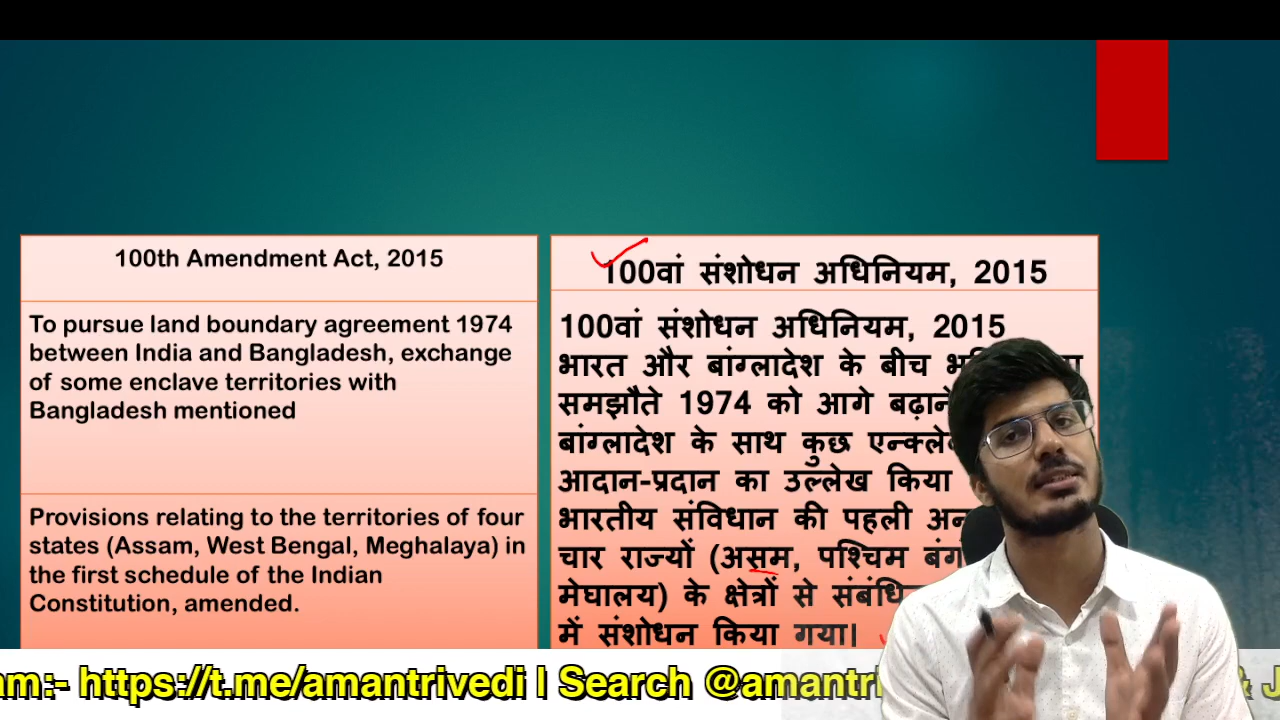 100th Amendment Act, 2015
To pursue land boundary agreement 1974
between India and Bangladesh, exchange
of some enclave territories with
Bangladesh mentioned
Provisions relating to the territories of four
states (Assam, West Bengal, Meghalaya) in
the first schedule of the Indian
Constitution, amended.
100वां संशोधन अधिनियम, 2015
100वां संशोधन अधिनियम, 2015
भारत और बांग्लादेश के बीच
समझौते 1974 को आगे बढ़ाने
बांग्लादेश के साथ कुछ
आदान-प्रदान का उल्लेख किया
भारतीय संविधान की पहली
चार राज्यों (असम, पश्चिम
मेघालय) के क्षेत्रों से
में संशोधन किया गया।
am:- https://t.me/amantrivedi | Search @amantri & J